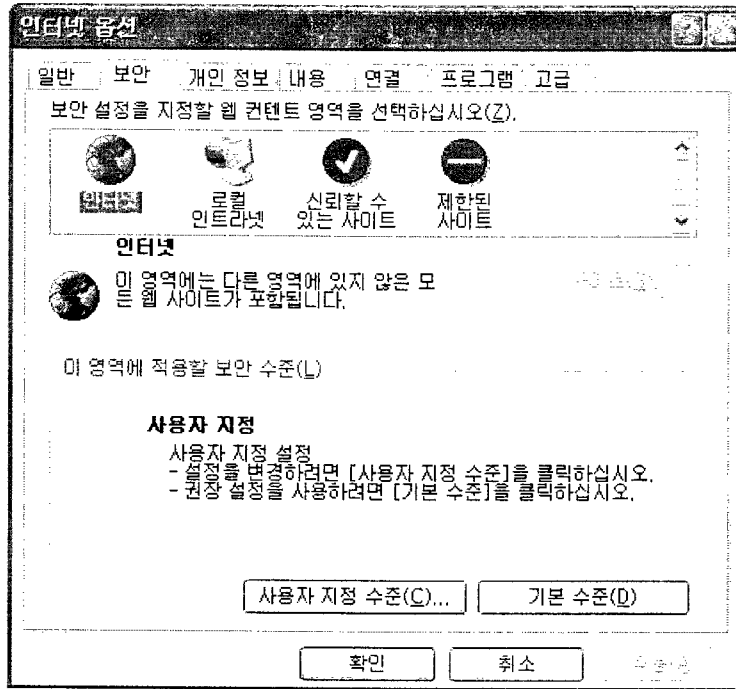 인터넷 옵션
일반 보안 개인 정보 내용 연결 프로그램 고급
보안 설정을 지정할 웹 컨텐트 영역을 선택하십시오(Z).
인터넷
로컬
인트라넷
신뢰할 수
있는 사이트
제한된
사이트
인터넷
이 영역에는 다른 영역에 있지 않은 모
든 웹 사이트가 포함됩니다.
이 영역에 적용할 보안 수준(L)
사용자 지정
사용자 지정 설정
- 설정을 변경하려면 [사용자 지정 수준]을 클릭하십시오.
- 권장 설정을 사용하려면 [기본 수준]을 클릭하십시오.
사용자 지정 수준(C)... 기본 수준(D)
확인 취소